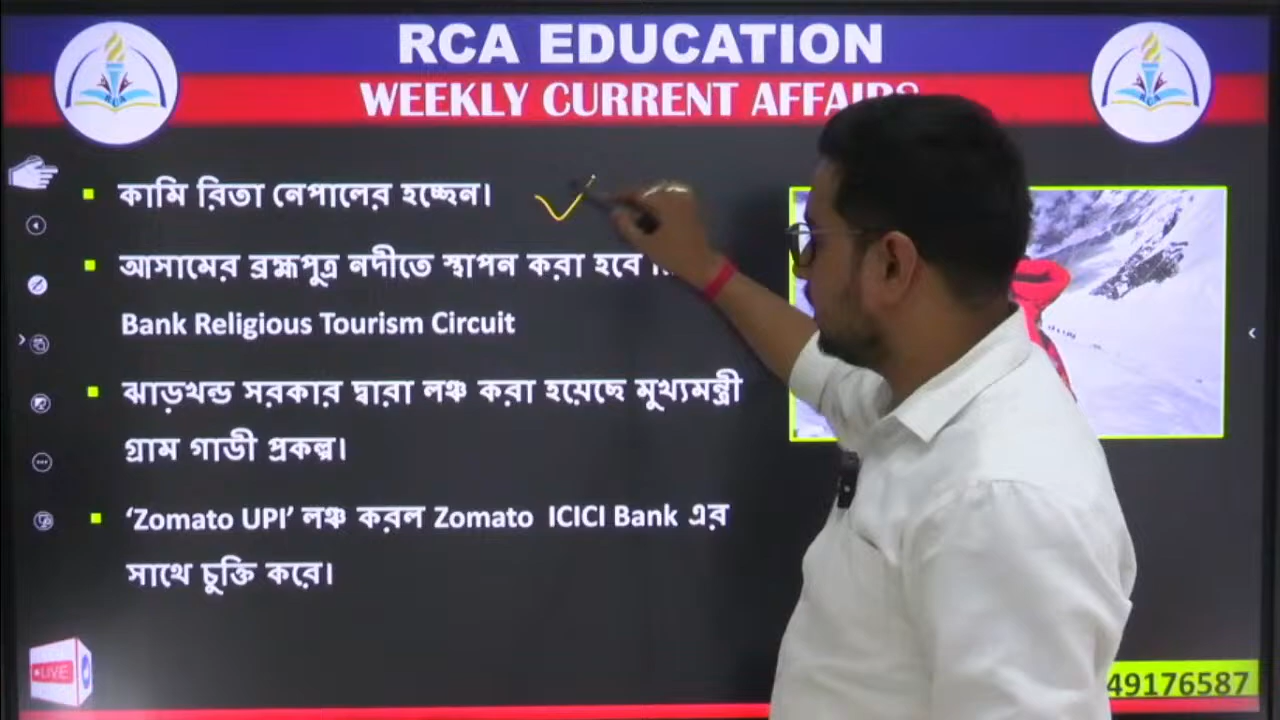 RCA EDUCATION
WEEKLY CURRENT AFFAIRS
কামি রিতা নেপালের হচ্ছেন।
আসামের ব্রহ্মপুত্র নদীতে স্থাপন করা হবে
Bank Religious Tourism Circuit
ঝাড়খন্ড সরকার দ্বারা লঞ্চ করা হয়েছে মুখ্যমন্ত্রী
গ্রাম গাডী প্রকল্প।
‘Zomato UPI’ লঞ্চ করল Zomato ICICI Bank এর
সাথে চুক্তি করে।
LIVE
49176587